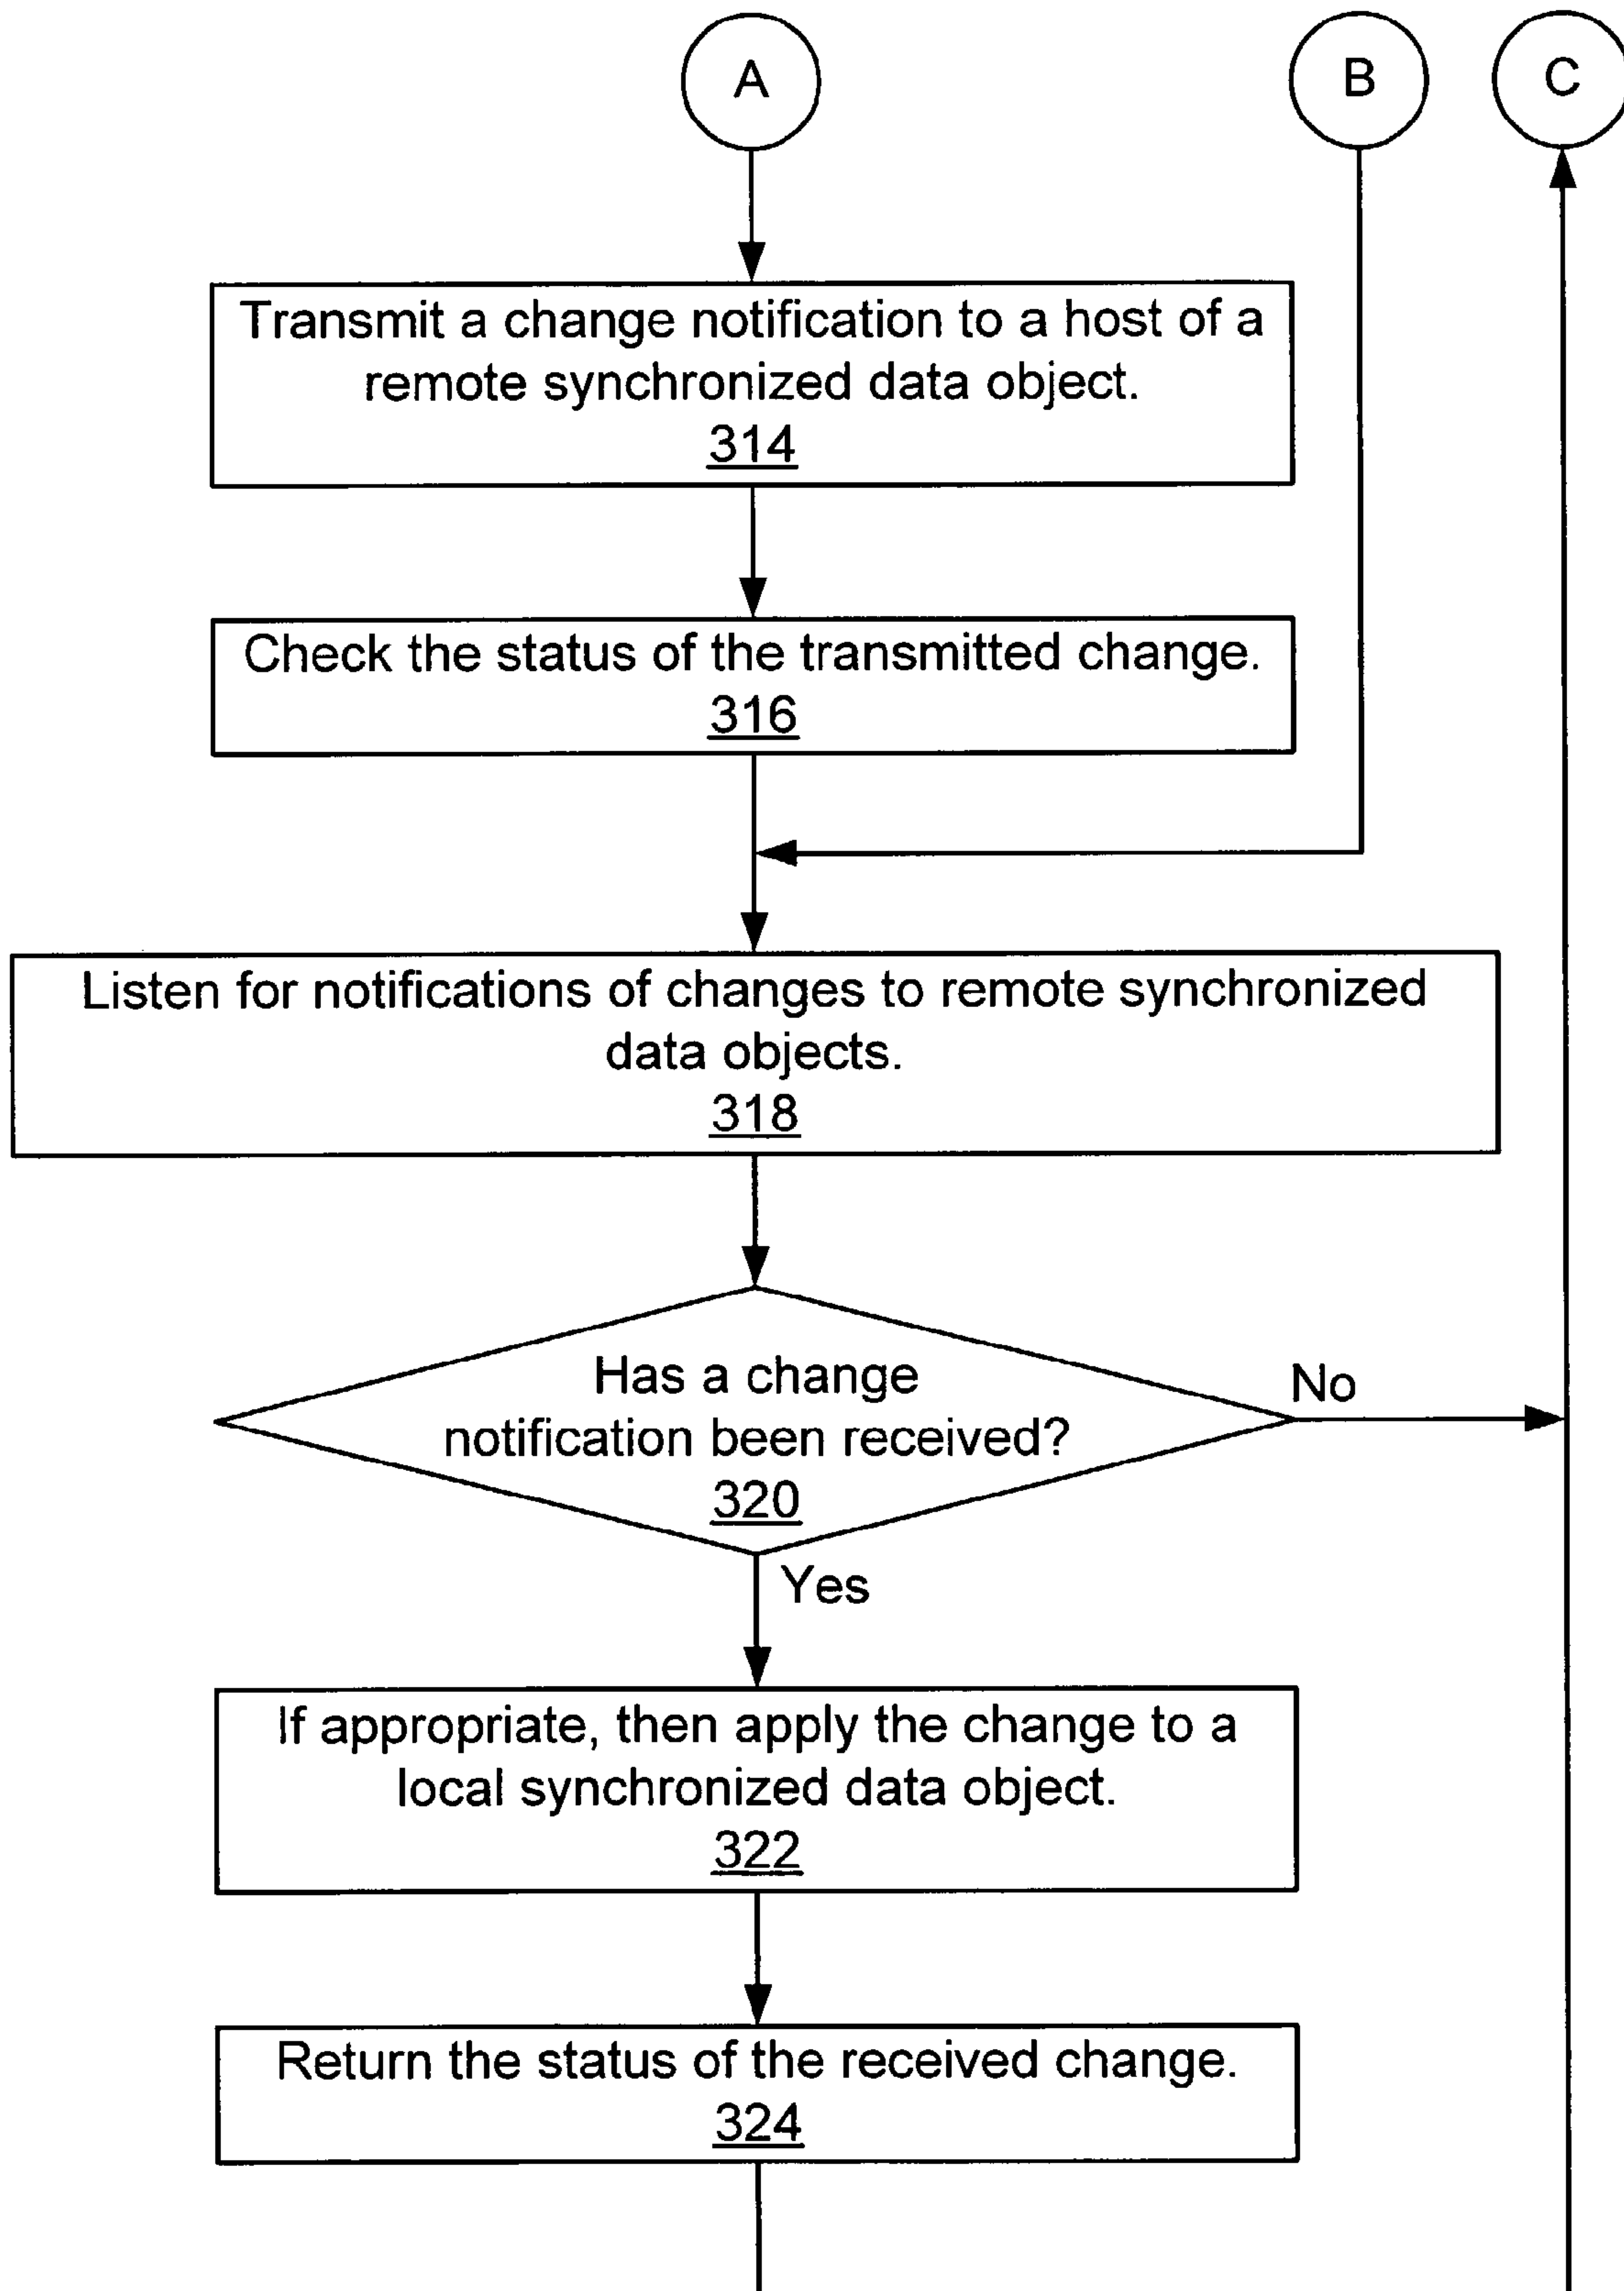 A
B
C
Transmit a change notification to a host of a
remote synchronized data object.
314
Check the status of the transmitted change.
316
Listen for notifications of changes to remote synchronized
data objects.
318
Has a change
notification been received?
320
No
Yes
If appropriate, then apply the change to a
local synchronized data object.
322
Return the status of the received change.
324